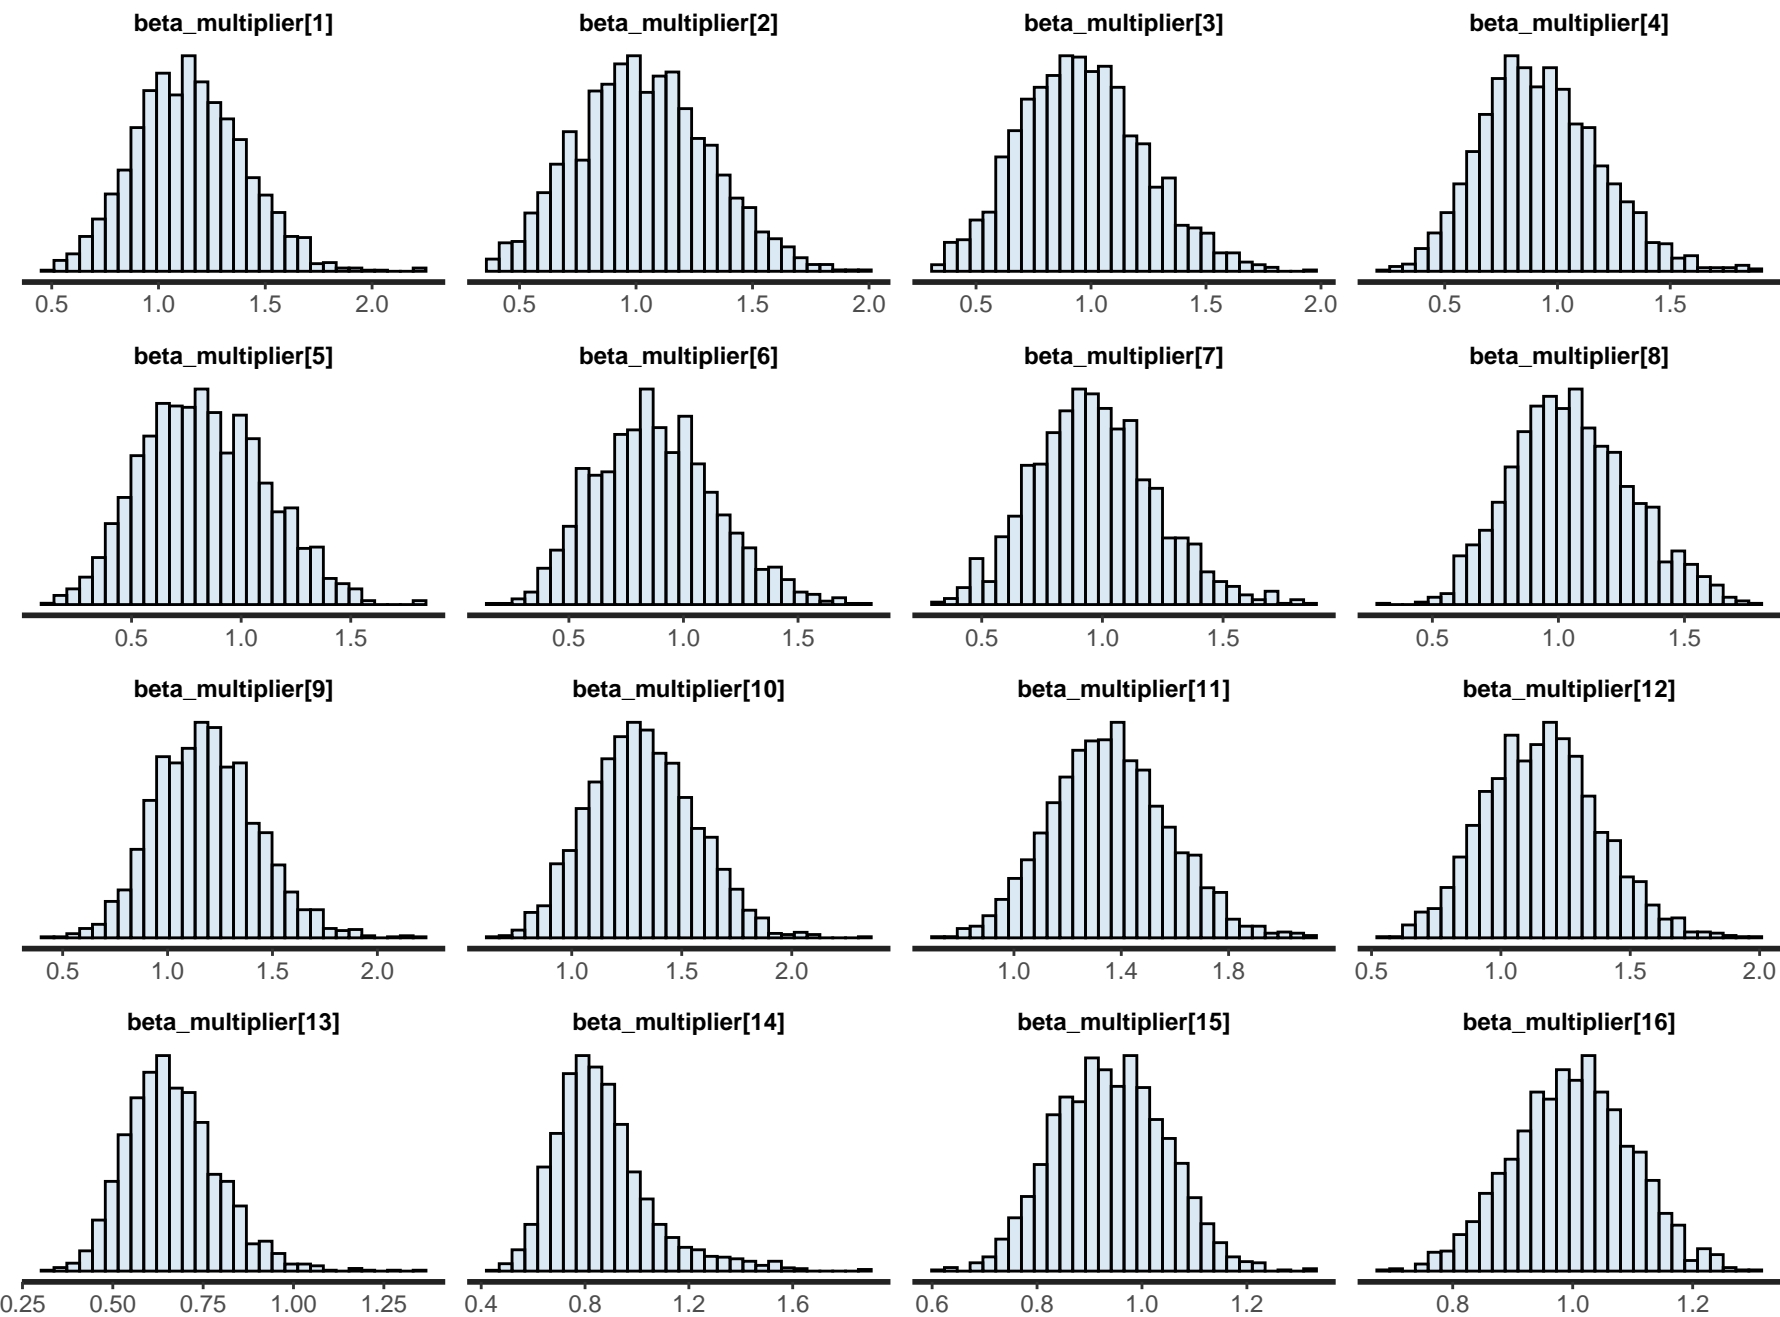 beta_multiplier[1] beta_multiplier[2] beta_multiplier[3] beta_multiplier[4]
0.5 1.0 1.5 2.0 0.5 1.0 1.5 2.0 0.5 1.0 1.5 2.0 0.5 1.0 1.5
beta_multiplier[5] beta_multiplier[6] beta_multiplier[7] beta_multiplier[8]
0.5 1.0 1.5 0.5 1.0 1.5 0.5 1.0 1.5 0.5 1.0 1.5
beta_multiplier[9] beta_multiplier[10] beta_multiplier[11] beta_multiplier[12]
0.5 1.0 1.5 2.0 1.0 1.5 2.0 1.0 1.4 1.8 0.5 1.0 1.5 2.0
beta_multiplier[13] beta_multiplier[14] beta_multiplier[15] beta_multiplier[16]
0.25 0.50 0.75 1.00 1.25 0.4 0.8 1.2 1.6 0.6 0.8 1.0 1.2 0.8 1.0 1.2